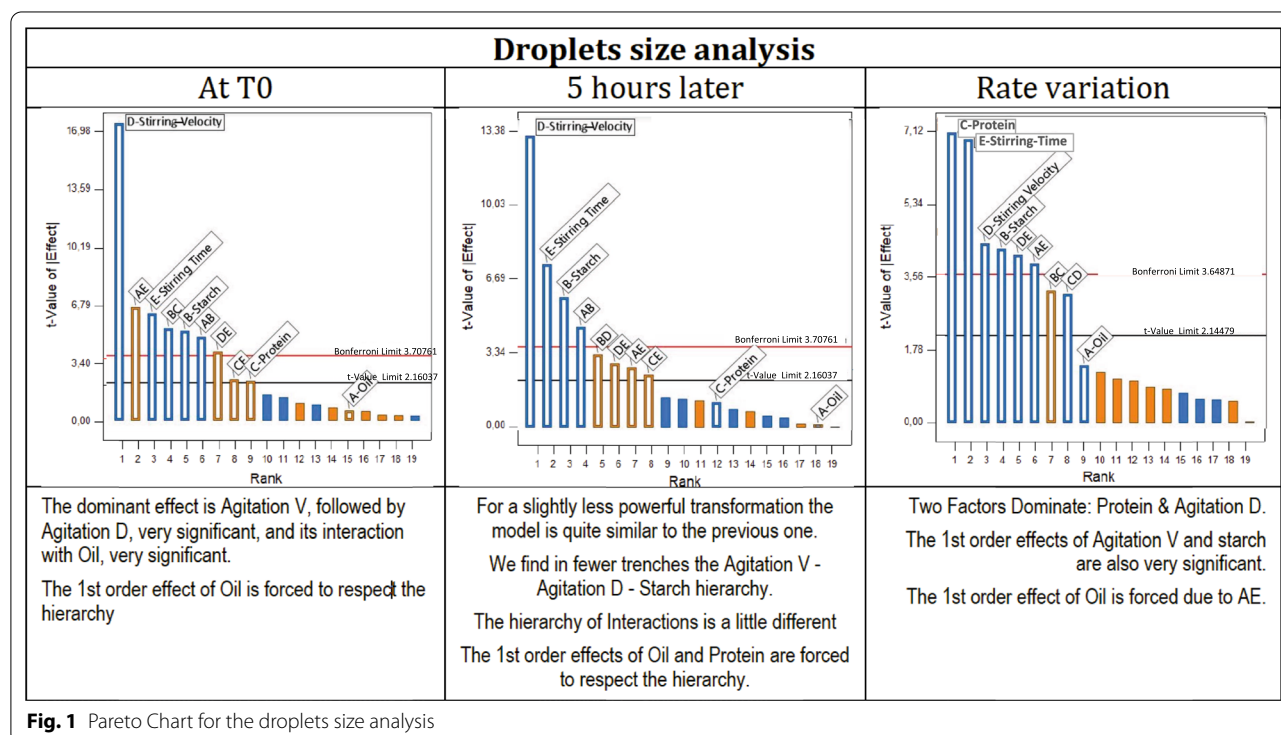 Droplets size analysis
At T0
5 hours later
Rate variation
t-Value of |Effect|
16,98
13.59
10,19
6,79
3,40
0,00
D-Stirring-Velocity
AE
E-Stirring Time
BC
B-Starch
AB
DE
CE
C-Protein
A-Oil
Bonferroni Limit 3.70761
t-Value Limit 2.16037
1 2 3 4 5 6 7 8 9 10 11 12 13 14 15 16 17 18 19
Rank
t-Value of |Effect|
13.38
10,03
6,69
3,34
0,00
D-Stirring-Velocity
E-Stirring Time
B-Starch
AB
BD
DE
AE
CE
C-Protein
A-Oil
Bonferroni Limit 3.70761
t-Value Limit 2.16037
1 2 3 4 5 6 7 8 9 10 11 12 13 14 15 16 17 18 19
Rank
t-Value of |Effect|
7,12
5,34
3,56
1,78
0,00
C-Protein
E-Stirring-Time
D-Stirring Velocity
B-Starch
DE
AE
BC
CD
A-Oil
Bonferroni Limit 3.64871
t-Value Limit 2.14479
1 2 3 4 5 6 7 8 9 10 11 12 13 14 15 16 17 18 19
Rank
The dominant effect is Agitation V, followed by
Agitation D, very significant, and its interaction
with Oil, very significant.
The 1st order effect of Oil is forced to respect the
hierarchy
For a slightly less powerful transformation the
model is quite similar to the previous one.
We find in fewer trenches the Agitation V -
Agitation D - Starch hierarchy.
The hierarchy of Interactions is a little different
The 1st order effects of Oil and Protein are forced
to respect the hierarchy.
Two Factors Dominate: Protein & Agitation D.
The 1st order effects of Agitation V and starch
are also very significant.
The 1st order effect of Oil is forced due to AE.
Fig. 1 Pareto Chart for the droplets size analysis